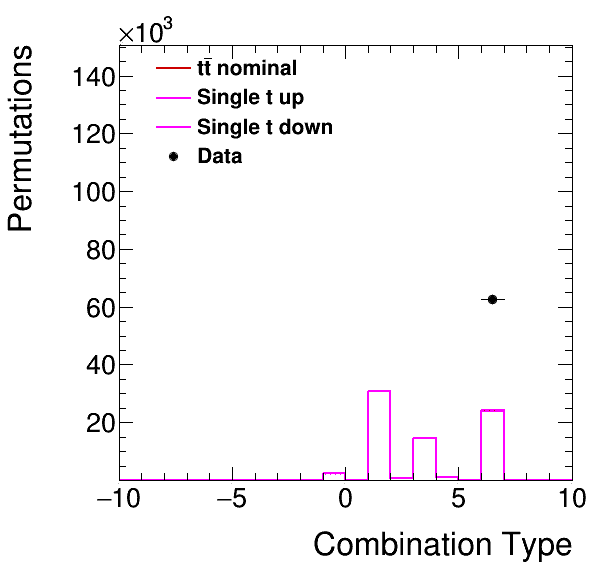 ×10³
Permutations
140
120
100
80
60
40
20
tt̄ nominal
Single t up
Single t down
Data
−10
−5
0
5
10
Combination Type